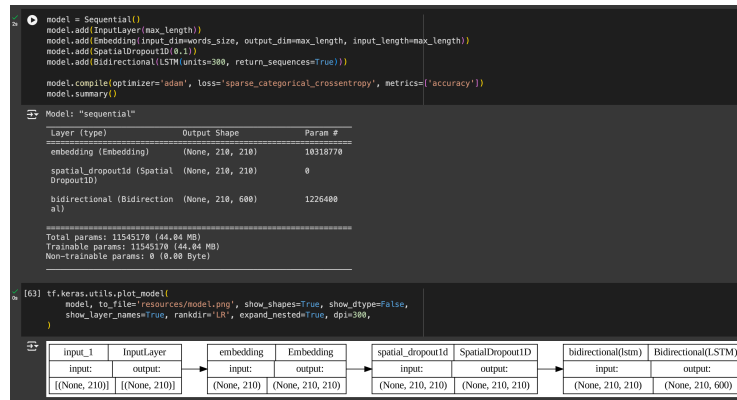 2s
model = Sequential()
model.add(InputLayer(max_length))
model.add(Embedding(input_dim=words_size, output_dim=max_length, input_length=max_length))
model.add(SpatialDropout1D(0.1))
model.add(Bidirectional(LSTM(units=300, return_sequences=True)))
model.compile(optimizer='adam', loss='sparse_categorical_crossentropy', metrics=['accuracy'])
model.summary()
Model: "sequential"
Layer (type) Output Shape Param #
=================================================================
embedding (Embedding) (None, 210, 210) 10318770
spatial_dropout1d (Spatial (None, 210, 210) 0
Dropout1D)
bidirectional (Bidirection (None, 210, 600) 1226400
al)
=================================================================
Total params: 11545170 (44.04 MB)
Trainable params: 11545170 (44.04 MB)
Non-trainable params: 0 (0.00 Byte)
0s
[63] tf.keras.utils.plot_model(
model, to_file='resources/model.png', show_shapes=True, show_dtype=False,
show_layer_names=True, rankdir='LR', expand_nested=True, dpi=300,
)
input_1 InputLayer embedding Embedding spatial_dropout1d SpatialDropout1D bidirectional(lstm) Bidirectional(LSTM)
input: output: input: output: input: output: input: output:
[(None, 210)] [(None, 210)] (None, 210) (None, 210, 210) (None, 210, 210) (None, 210, 210) (None, 210, 210) (None, 210, 600)